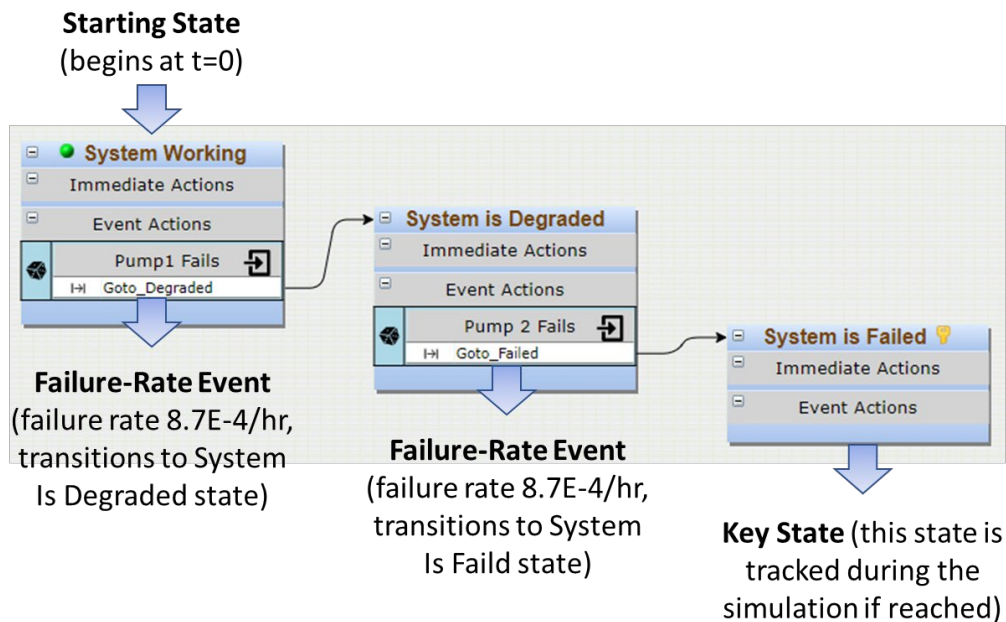 Starting State
(begins at t=0)
System Working
Immediate Actions
Event Actions
Pump1 Fails
Goto_Degraded
Failure-Rate Event
(failure rate 8.7E-4/hr,
transitions to System
Is Degraded state)
System is Degraded
Immediate Actions
Event Actions
Pump 2 Fails
Goto_Failed
Failure-Rate Event
(failure rate 8.7E-4/hr,
transitions to System
Is Faild state)
System is Failed
Immediate Actions
Event Actions
Key State (this state is
tracked during the
simulation if reached)